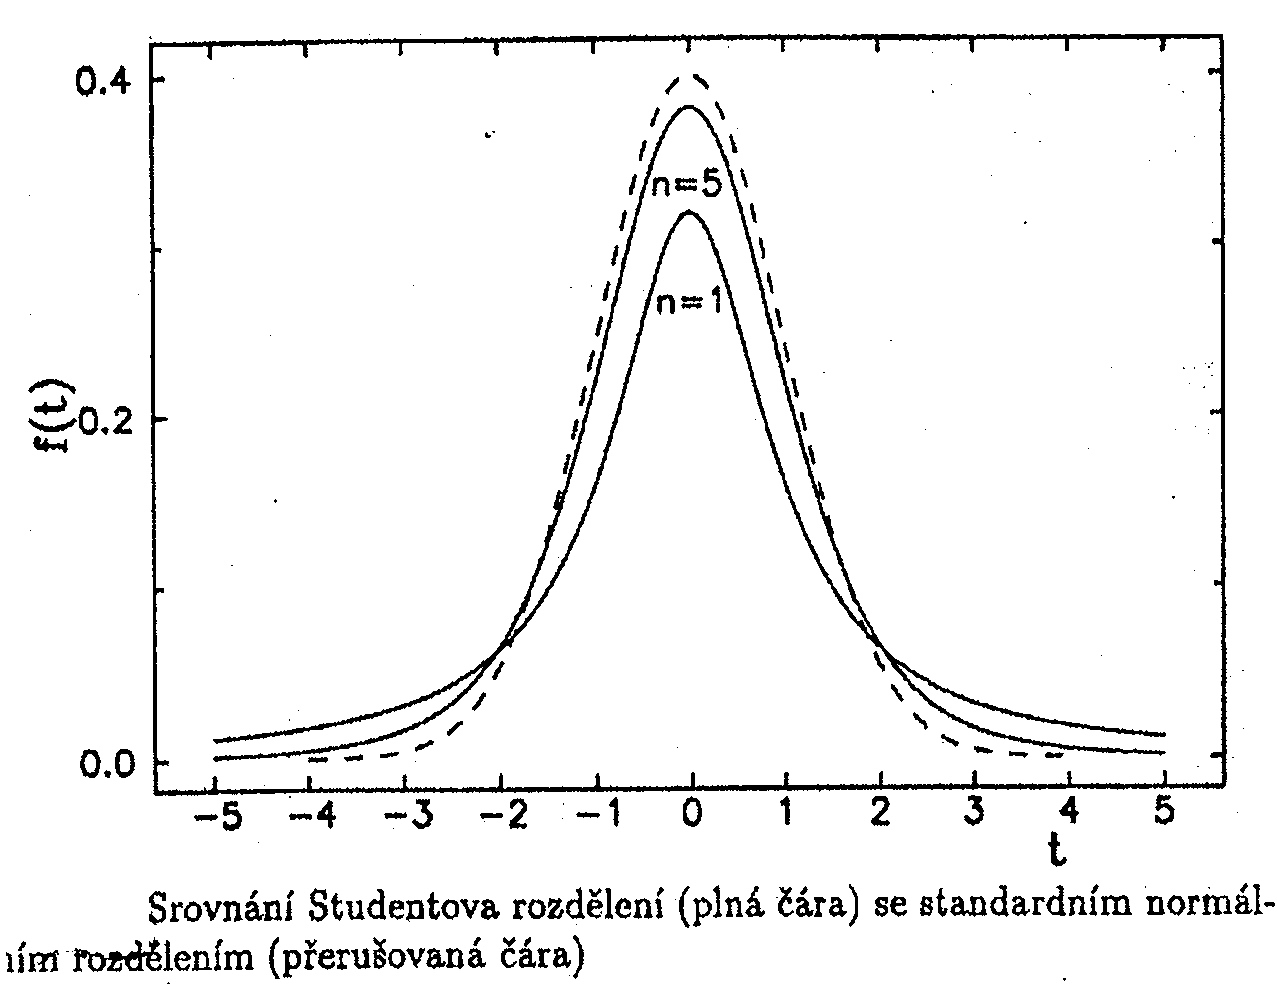 0.4
n=5
n=1
f(t)
0.2
0.0
−5 −4 −3 −2 −1 0 1 2 3 4 5
t
Srovnání Studentova rozdělení (plná čára) se standardním normál-
ním rozdělením (přerušovaná čára)